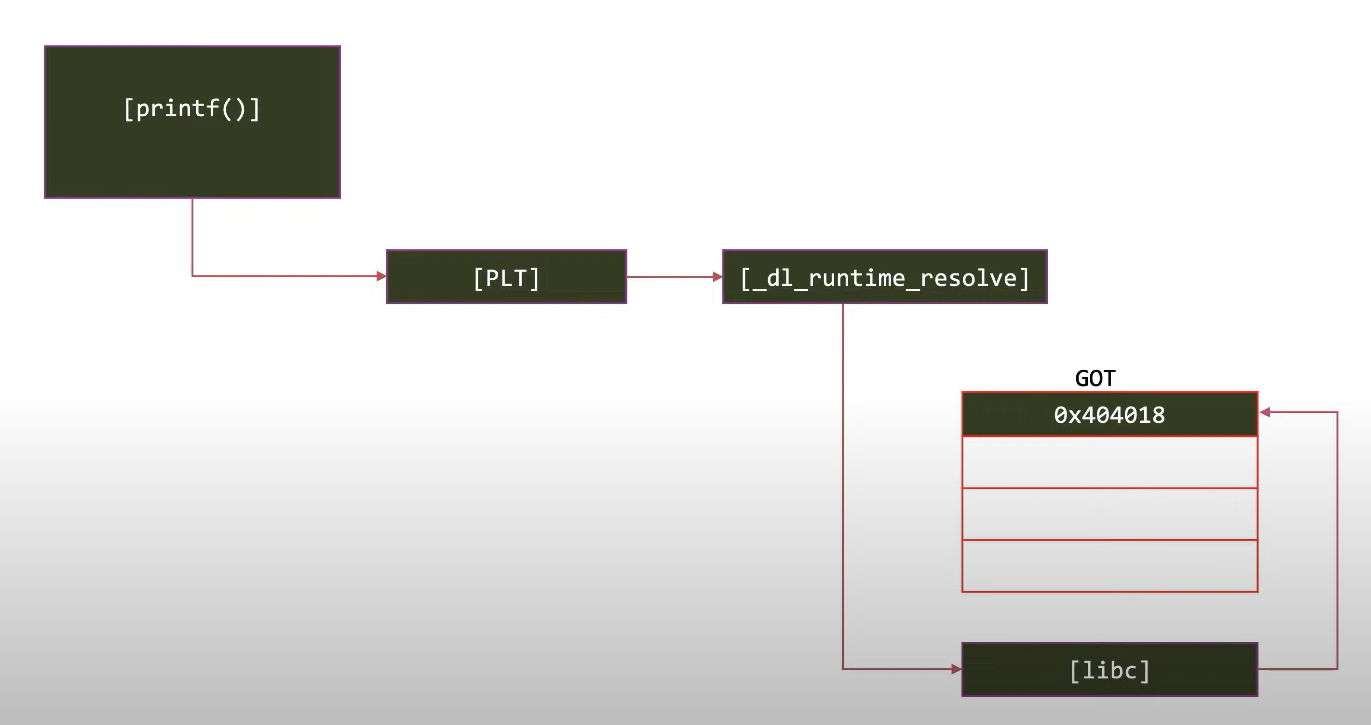 [printf()]
[PLT]
[_dl_runtime_resolve]
GOT
0x404018
[libc]